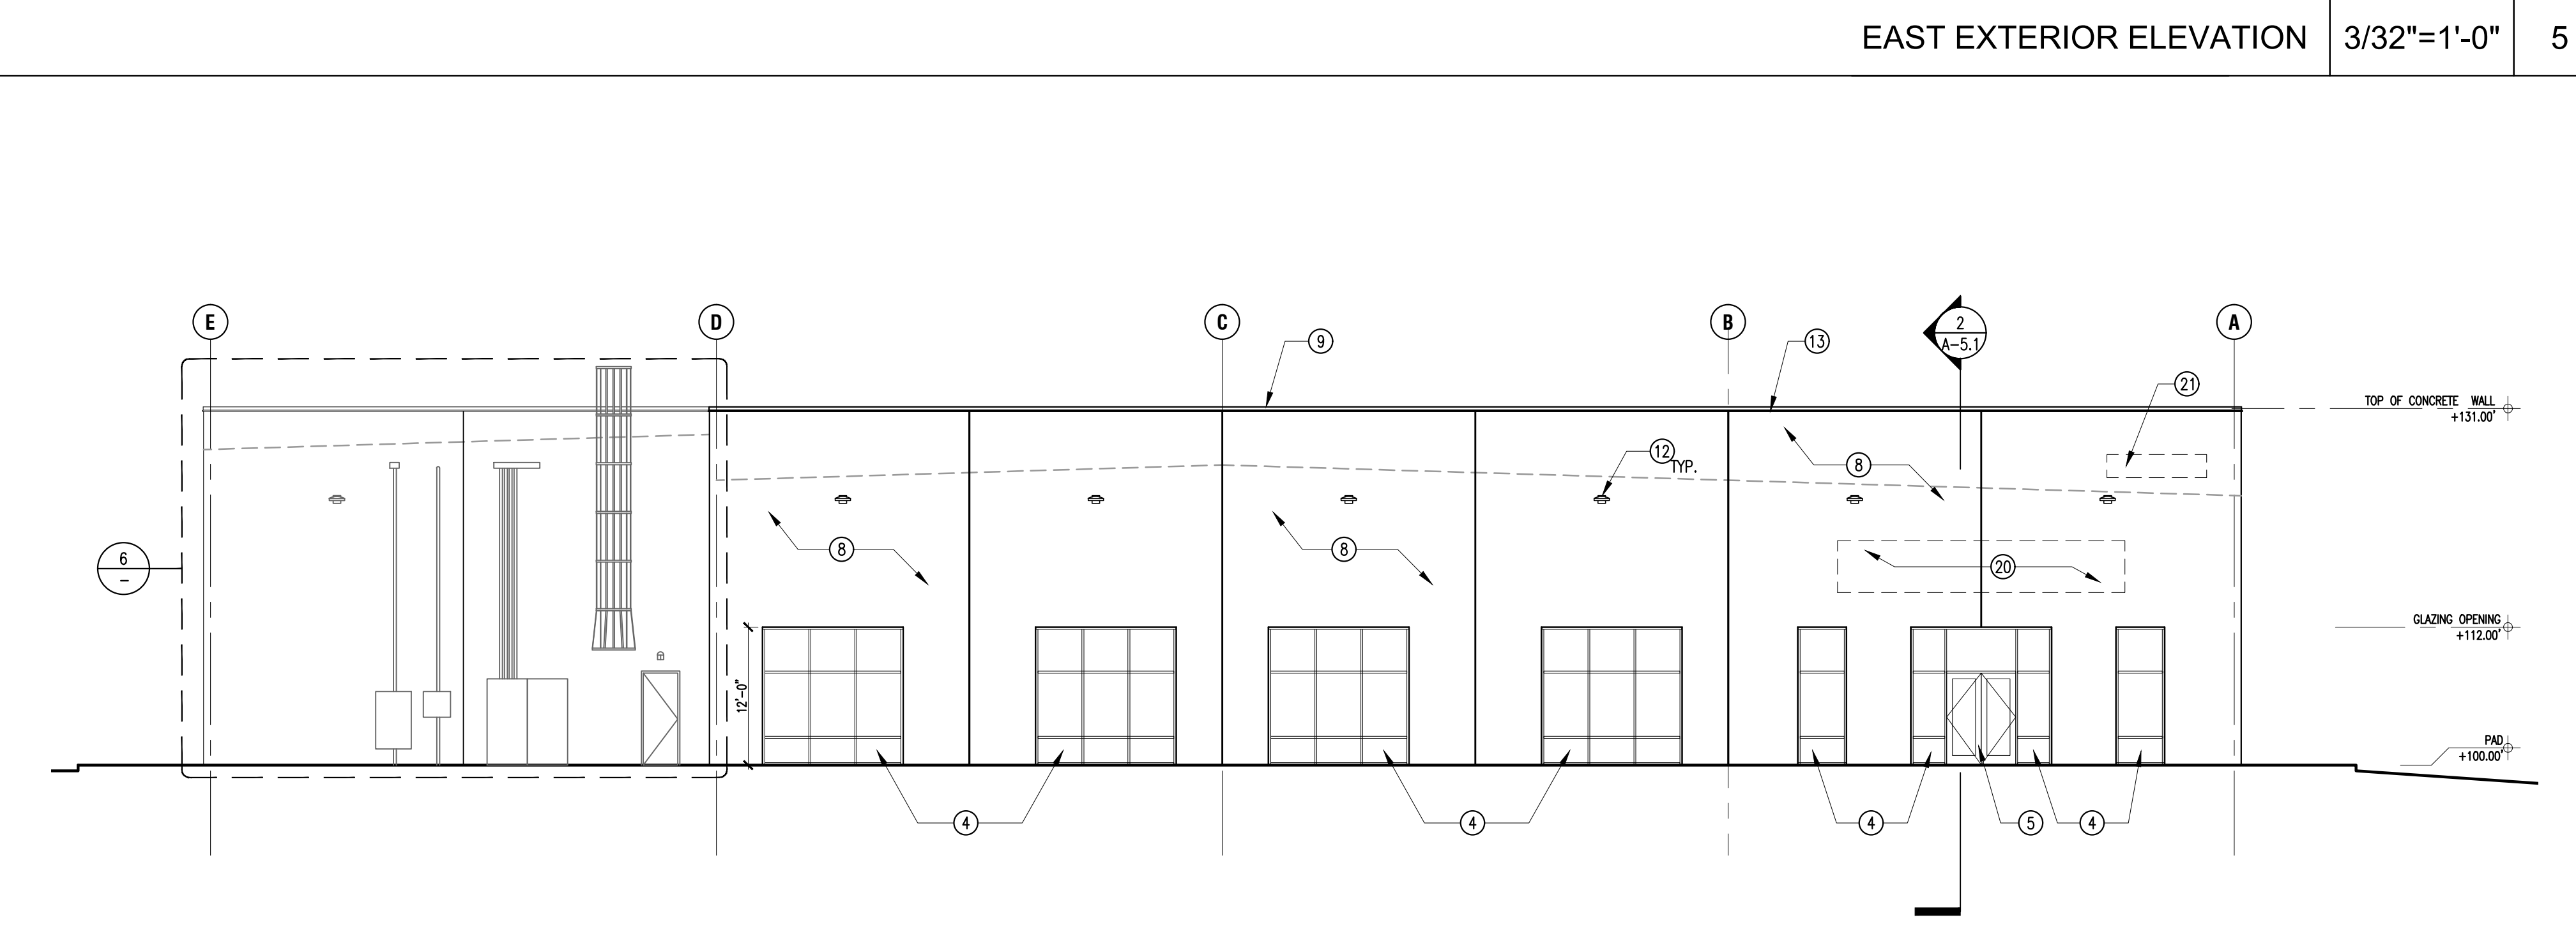 EAST EXTERIOR ELEVATION 3/32"=1'-0" 5
E D C B A
2
A-5.1
9 13
21
TOP OF CONCRETE WALL
+131.00'
12
TYP.
8
8 8
6
-
20
GLAZING OPENING
+112.00'
12'-0"
PAD
+100.00'
4 4 4 5 4